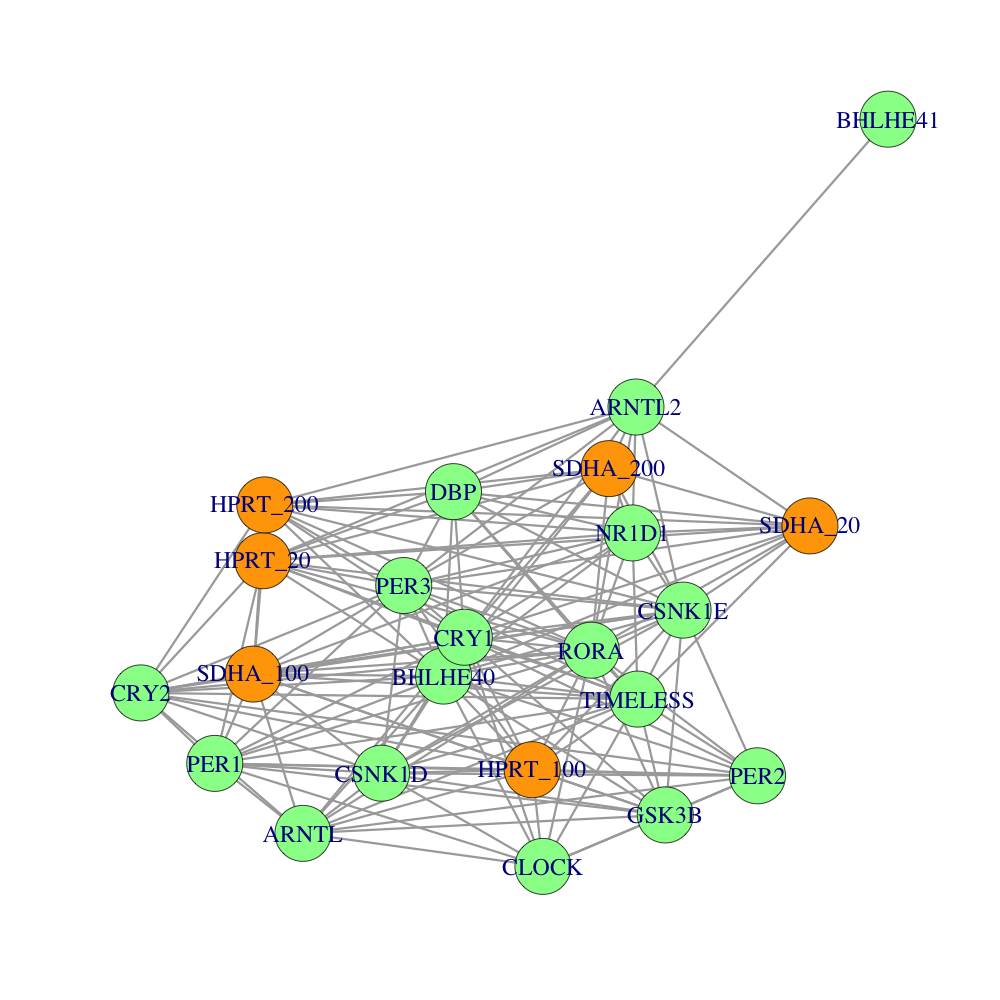 BHLHE41
ARNTL2
SDHA_200
DBP
HPRT_200
SDHA_20
NR1D1
HPRT_20
PER3
CSNK1E
CRY1
RORA
SDHA_100
BHLHE40
CRY2
TIMELESS
PER1
HPRT_100
CSNK1D
PER2
GSK3B
ARNTL
CLOCK